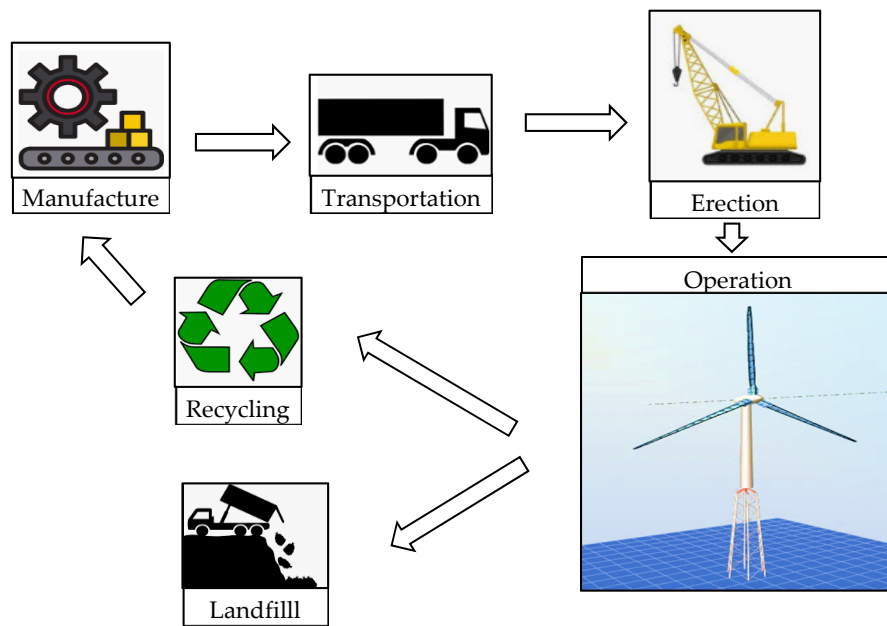 Manufacture
Transportation
Erection
Operation
Recycling
Landfilll